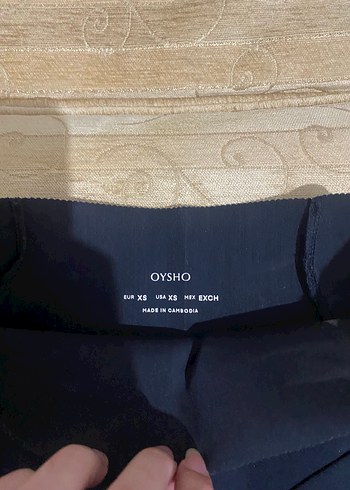 OYSHO
EUR XS USA XS MEX EXCH
MADE IN CAMBODIA